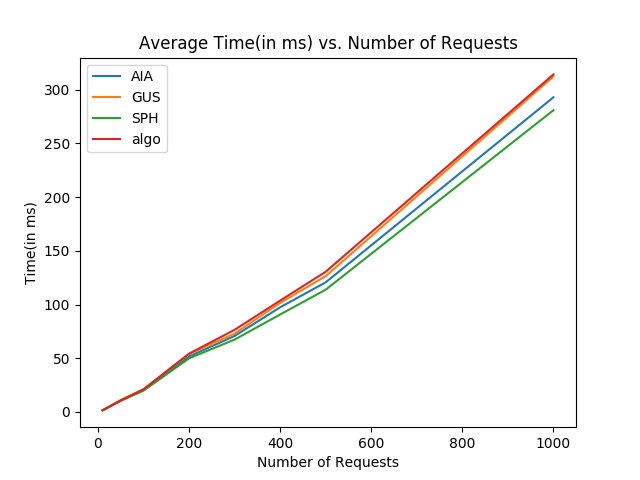 Average Time(in ms) vs. Number of Requests
AIA
GUS
SPH
algo
Time(in ms)
300
250
200
150
100
50
0
0 200 400 600 800 1000
Number of Requests